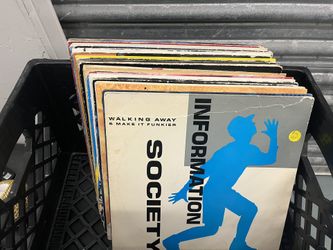 WALKING AWAY
& MAKE IT FUNKIER
INFORMATION
SOCIETY